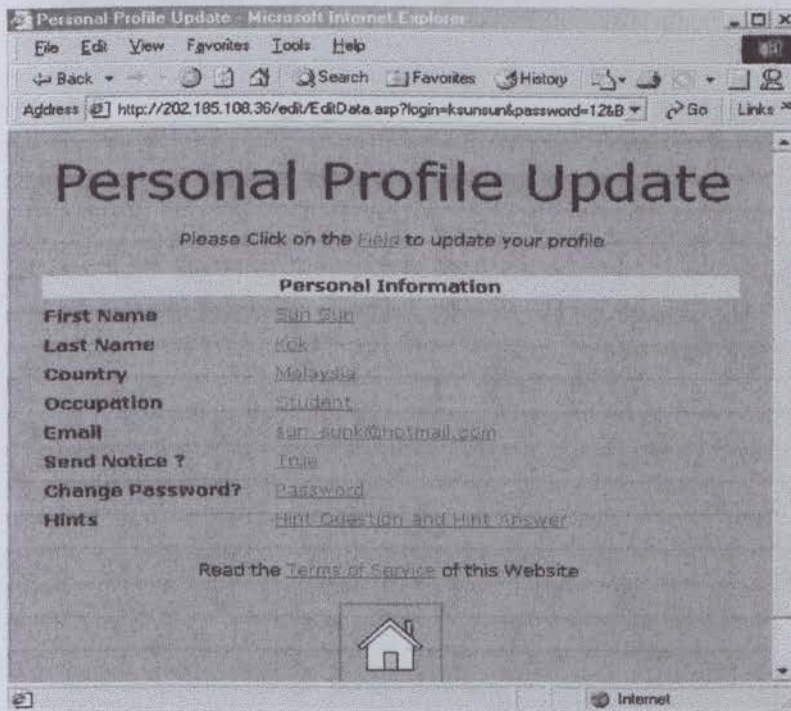 Personal Profile Update - Microsoft Internet Explorer
File Edit View Favorites Tools Help
Back Search Favorites History
Address http://202.185.108.36/edit/EditData.asp?login=ksunsun&password=12&B Go Links »
Personal Profile Update
Please Click on the Field to update your profile
Personal Information
First Name Sun Sun
Last Name Kok
Country Malaysia
Occupation Student
Email sun_sunk@hotmail.com
Send Notice ? True
Change Password? Password
Hints Hint Question and Hint Answer
Read the Terms of Service of this Website
Internet